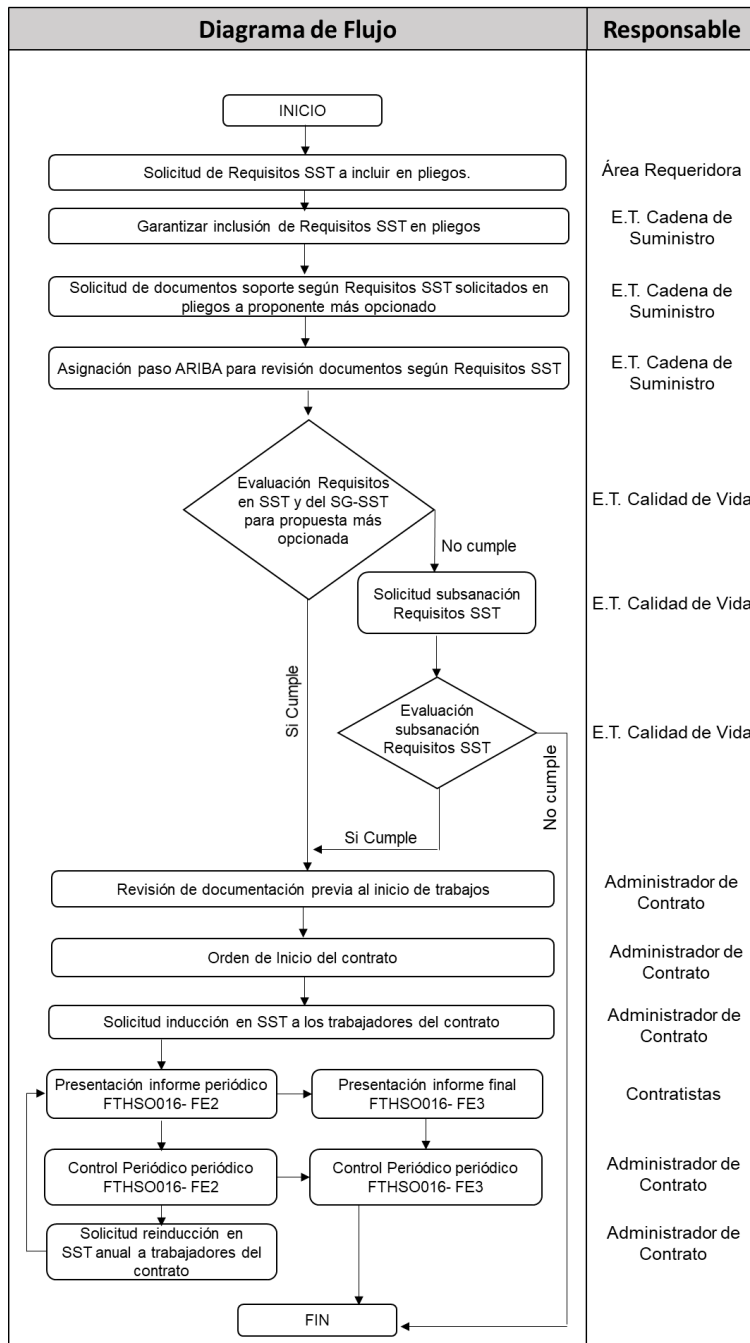 Diagrama de Flujo
Responsable
INICIO
Solicitud de Requisitos SST a incluir en pliegos.
Área Requeridora
Garantizar inclusión de Requisitos SST en pliegos
E.T. Cadena de
Suministro
Solicitud de documentos soporte según Requisitos SST solicitados en
pliegos a proponente más opcionado
E.T. Cadena de
Suministro
Asignación paso ARIBA para revisión documentos según Requisitos SST
E.T. Cadena de
Suministro
Evaluación Requisitos
en SST y del SG-SST
para propuesta más
opcionada
E.T. Calidad de Vida
No cumple
Solicitud subsanación
Requisitos SST
E.T. Calidad de Vida
Si Cumple
Evaluación
subsanación
Requisitos SST
E.T. Calidad de Vida
No cumple
Si Cumple
Revisión de documentación previa al inicio de trabajos
Administrador de
Contrato
Orden de Inicio del contrato
Administrador de
Contrato
Solicitud inducción en SST a los trabajadores del contrato
Administrador de
Contrato
Presentación informe periódico
FTHSO016- FE2
Presentación informe final
FTHSO016- FE3
Contratistas
Control Periódico periódico
FTHSO016- FE2
Control Periódico periódico
FTHSO016- FE3
Administrador de
Contrato
Solicitud reinducción en
SST anual a trabajadores del
contrato
Administrador de
Contrato
FIN